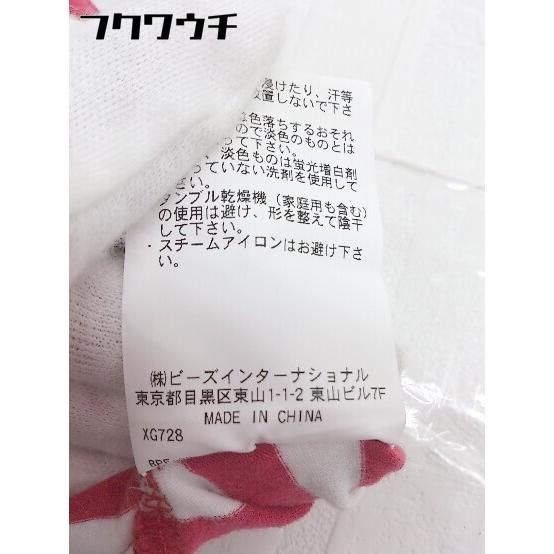 フクワウチ
浸けたり、汗等
放置しないで下さ
色落ちするおそれ
ので淡色のものとは
って下さい。
、淡色ものは蛍光増白剤
っていない洗剤を使用して
さい。
タンブル乾燥機（家庭用も含む）
の使用は避け、形を整えて陰干
して下さい。
・スチームアイロンはお避け下さ
い。
(株)ビーズインターナショナル
東京都目黒区東山1-1-2 東山ビル7F
MADE IN CHINA
XG728